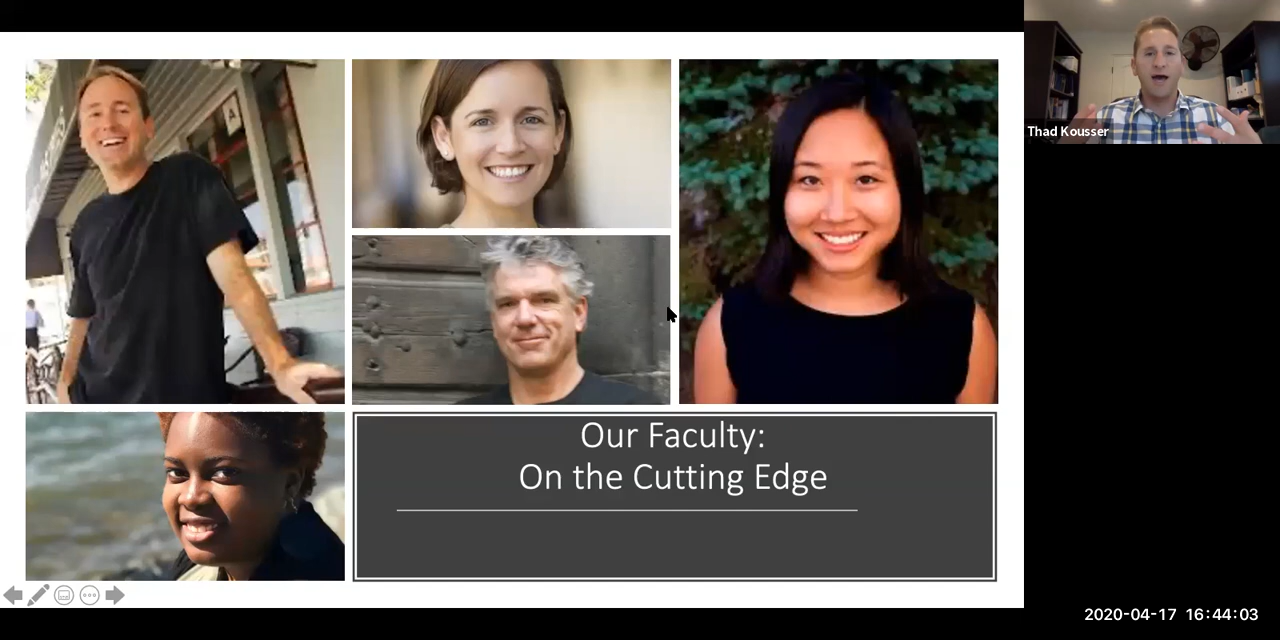 Thad Kousser
A
Our Faculty:
On the Cutting Edge
2020-04-17 16:44:03